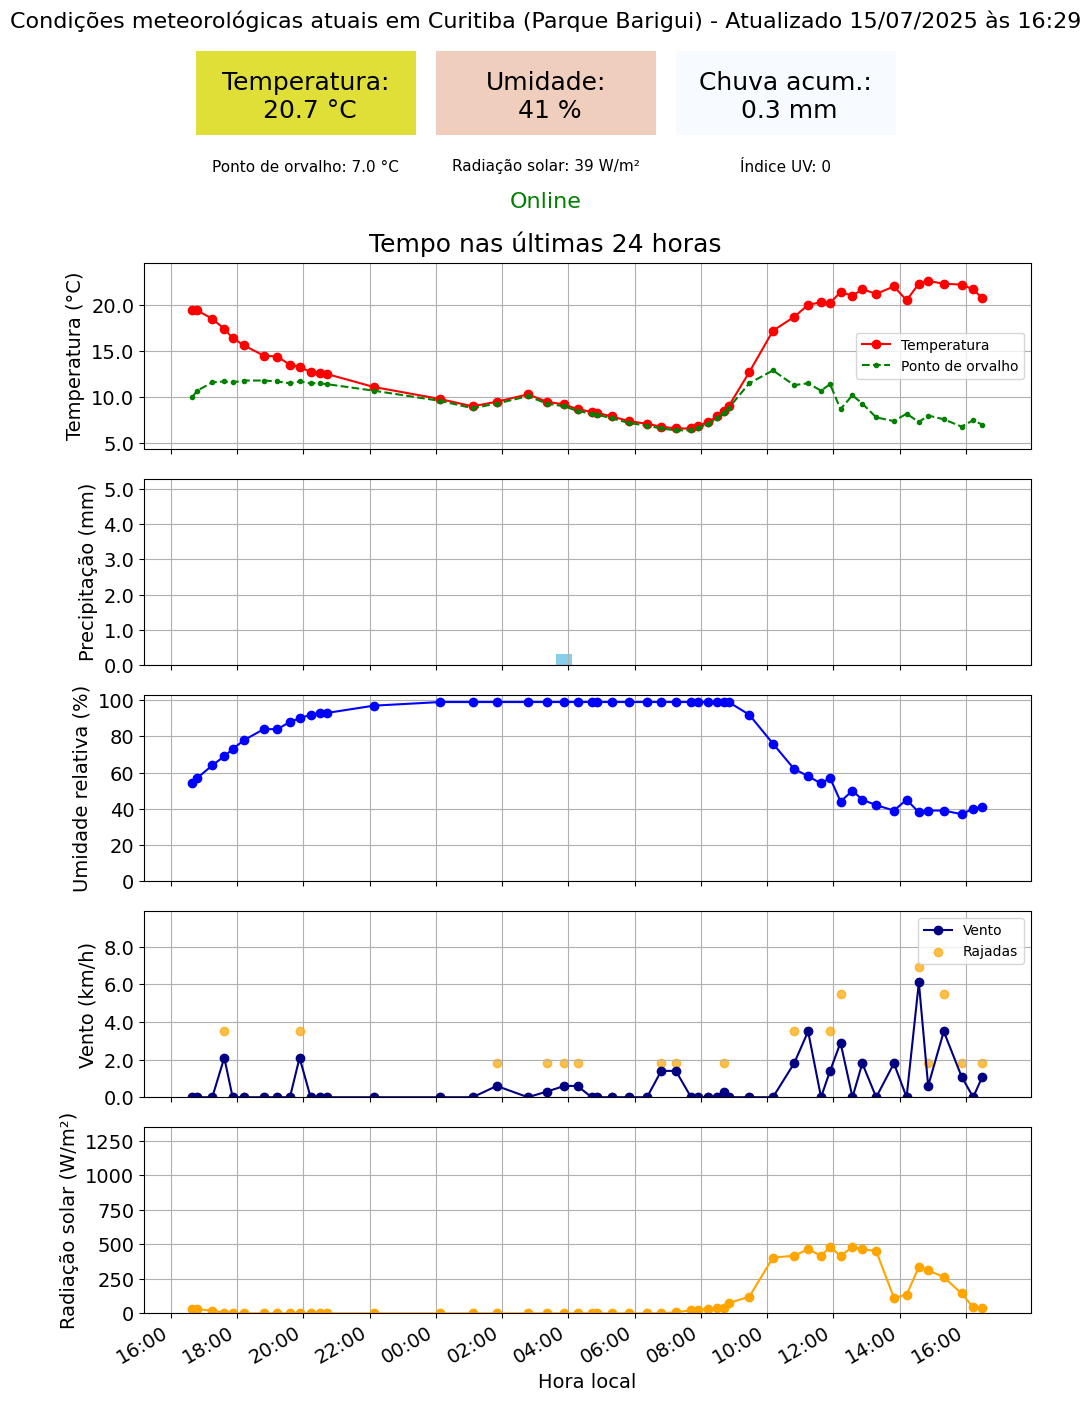 Condições meteorológicas atuais em Curitiba (Parque Barigui) - Atualizado 15/07/2025 às 16:29
Temperatura:
20.7 °C
Umidade:
41 %
Chuva acum.:
0.3 mm
Ponto de orvalho: 7.0 °C
Radiação solar: 39 W/m²
Índice UV: 0
Online
Tempo nas últimas 24 horas
Temperatura (°C)
20.0
15.0
10.0
5.0
Temperatura
Ponto de orvalho
Precipitação (mm)
5.0
4.0
3.0
2.0
1.0
0.0
Umidade relativa (%)
100
80
60
40
20
0
Vento (km/h)
8.0
6.0
4.0
2.0
0.0
Vento
Rajadas
Radiação solar (W/m²)
1250
1000
750
500
250
0
16:00 18:00 20:00 22:00 00:00 02:00 04:00 06:00 08:00 10:00 12:00 14:00 16:00
Hora local